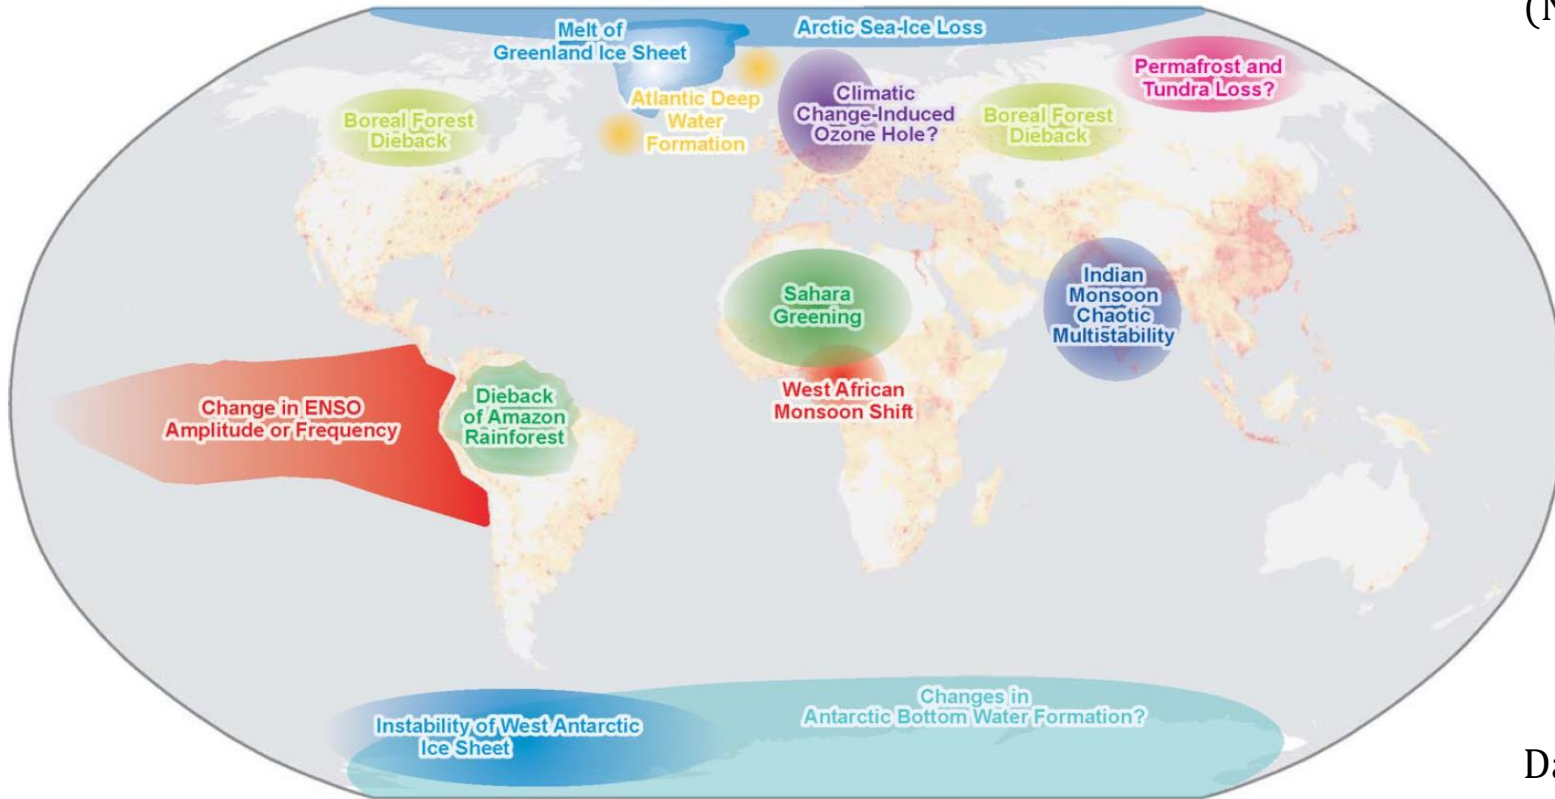 (N
Melt of
Greenland Ice Sheet
Arctic Sea-Ice Loss
Permafrost and
Tundra Loss?
Atlantic Deep
Water
Formation
Climatic
Change-Induced
Ozone Hole?
Boreal Forest
Dieback
Boreal Forest
Dieback
Sahara
Greening
Indian
Monsoon
Chaotic
Multistability
West African
Monsoon Shift
Change in ENSO
Amplitude or Frequency
Dieback
of Amazon
Rainforest
Changes in
Antarctic Bottom Water Formation?
Instability of West Antarctic
Ice Sheet
Da